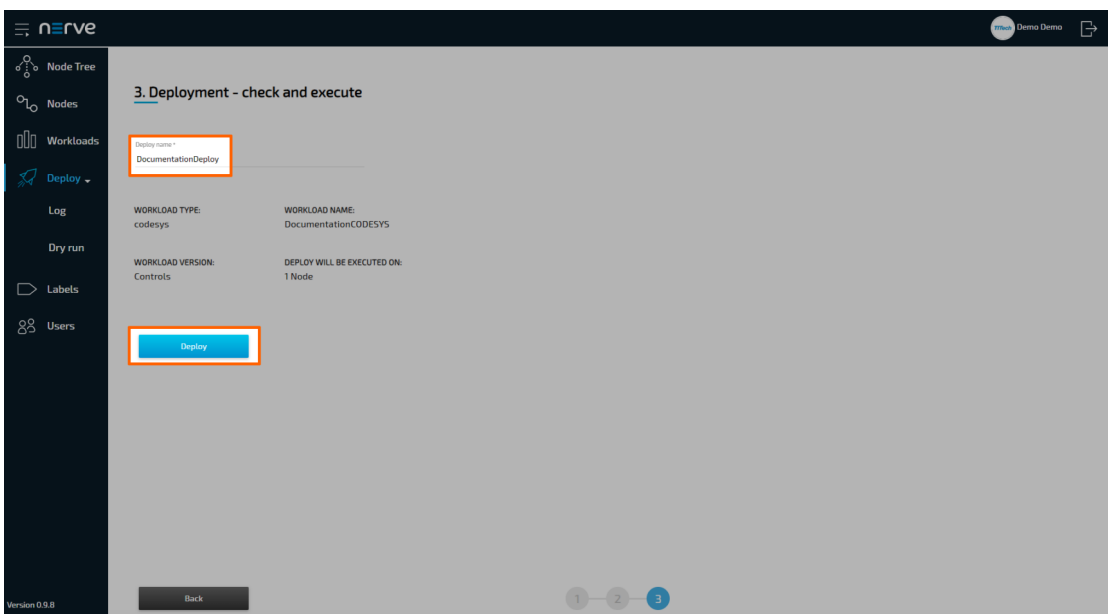 nerve
TTTech Demo Demo
Node Tree
Nodes
Workloads
Deploy
Log
Dry run
Labels
Users
Version 0.9.8
3. Deployment - check and execute
Deploy name *
DocumentationDeploy
WORKLOAD TYPE: WORKLOAD NAME:
codesys DocumentationCODESYS
WORKLOAD VERSION: DEPLOY WILL BE EXECUTED ON:
Controls 1 Node
Deploy
Back
1 2 3